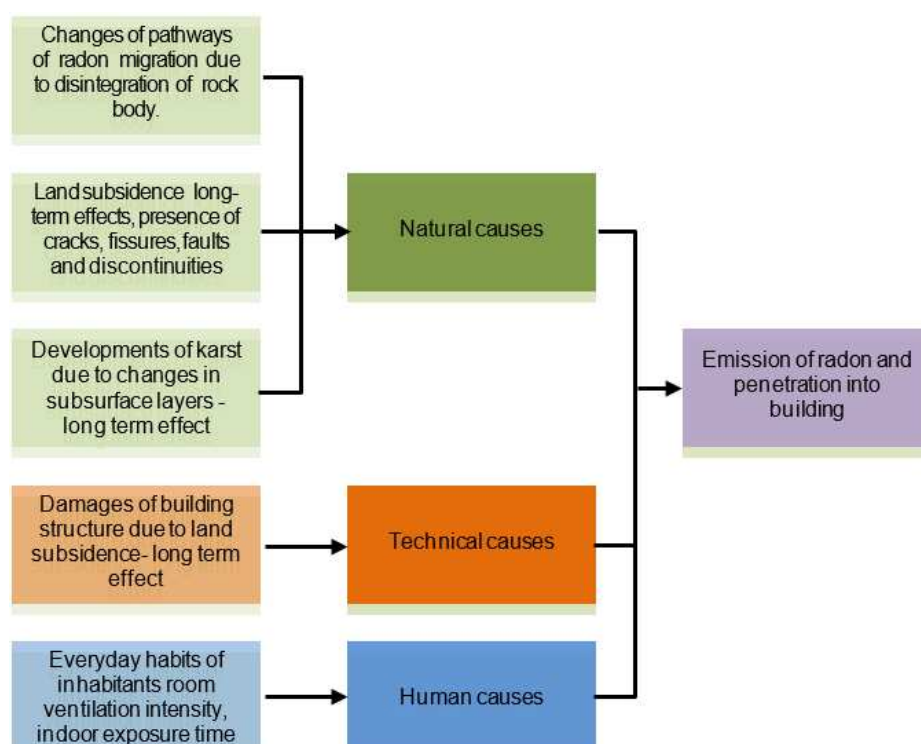 Changes of pathways
of radon migration due
to disintegration of rock
body.
Land subsidence long-
term effects, presence of
cracks, fissures, faults
and discontinuities
Natural causes
Developments of karst
due to changes in
subsurface layers -
long term effect
Emission of radon and
penetration into
building
Damages of building
structure due to land
subsidence- long term
effect
Technical causes
Everyday habits of
inhabitants room
ventilation intensity,
indoor exposure time
Human causes